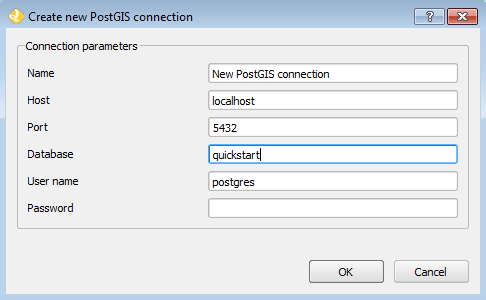 Create new PostGIS connection
Connection parameters
Name New PostGIS connection
Host localhost
Port 5432
Database quickstart
User name postgres
Password
OK Cancel